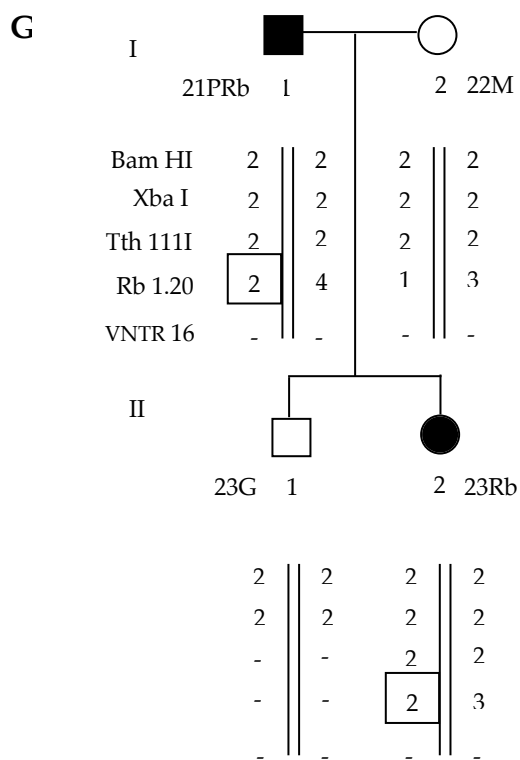 G
I
21PRb 1 2 22M
Bam HI 2 2 2 2
Xba I 2 2 2 2
Tth 111I 2 2 2 2
Rb 1.20 2 4 1 3
VNTR 16 - - - -
II
23G 1 2 23Rb
2 2 2 2
2 2 2 2
- - 2 2
- - 2 3
- - - -